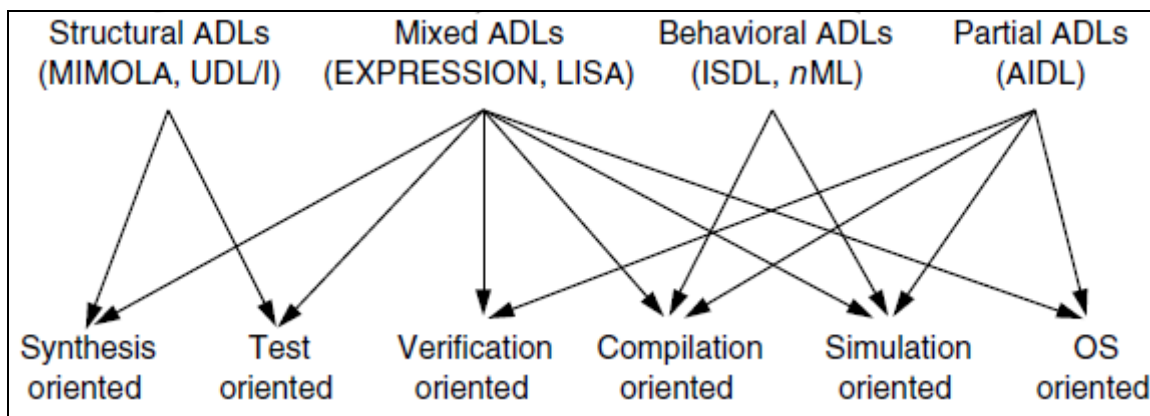 Structural ADLs
(MIMOLA, UDL/I)
Mixed ADLs
(EXPRESSION, LISA)
Behavioral ADLs
(ISDL, nML)
Partial ADLs
(AIDL)
Synthesis
oriented
Test
oriented
Verification
oriented
Compilation
oriented
Simulation
oriented
OS
oriented